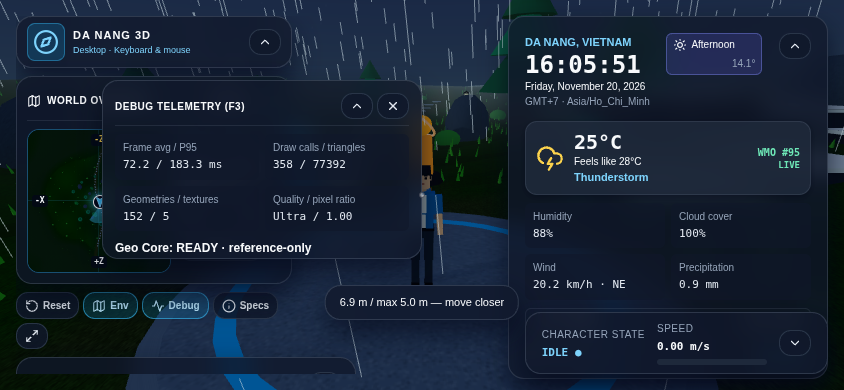 DA NANG 3D
Desktop · Keyboard & mouse
WORLD OV
-Z
-X
+Z
DEBUG TELEMETRY (F3)
Frame avg / P95
72.2 / 183.3 ms
Draw calls / triangles
358 / 77392
Geometries / textures
152 / 5
Quality / pixel ratio
Ultra / 1.00
Geo Core: READY · reference-only
Reset
Env
Debug
Specs
6.9 m / max 5.0 m — move closer
DA NANG, VIETNAM
16:05:51
Friday, November 20, 2026
GMT+7 · Asia/Ho_Chi_Minh
Afternoon
14.1°
25°C
Feels like 28°C
Thunderstorm
WMO #95
LIVE
Humidity
88%
Cloud cover
100%
Wind
20.2 km/h · NE
Precipitation
0.9 mm
CHARACTER STATE
IDLE ●
SPEED
0.00 m/s